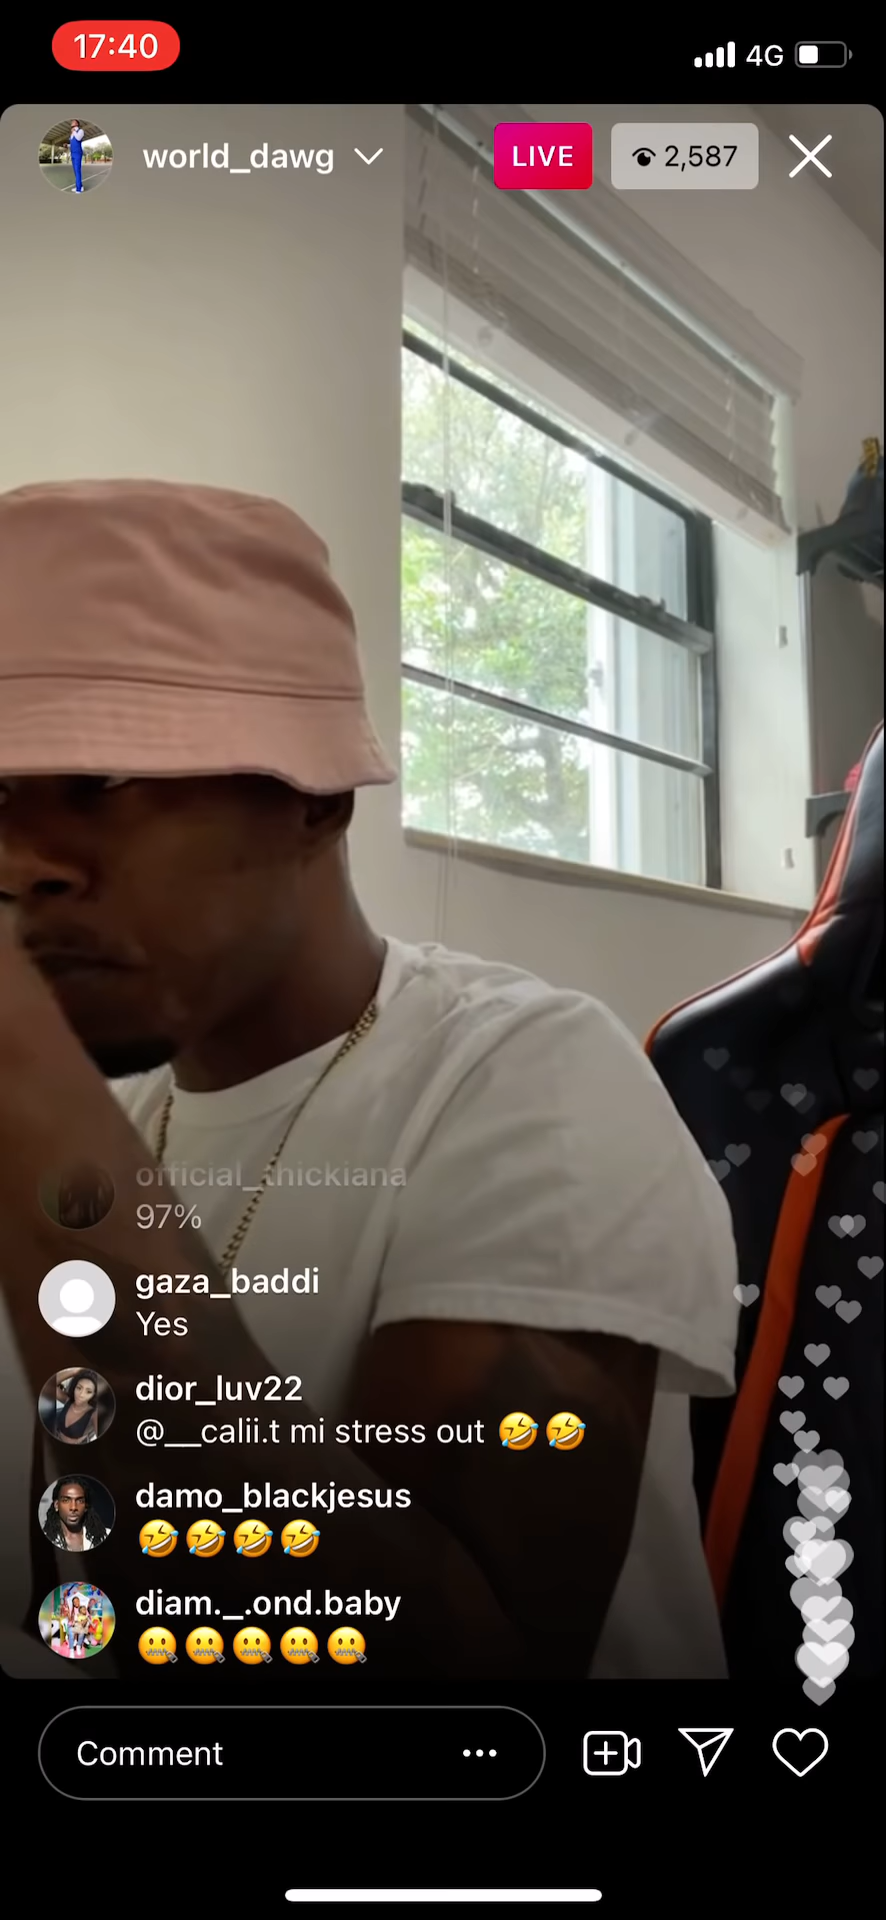 17:40
4G
world_dawg
LIVE
2,587
official_thickiana
97%
gaza_baddi
Yes
dior_luv22
@__calii.t mi stress out 🤣🤣
damo_blackjesus
🤣🤣🤣🤣
diam._.ond.baby
🤐🤐🤐🤐🤐
Comment